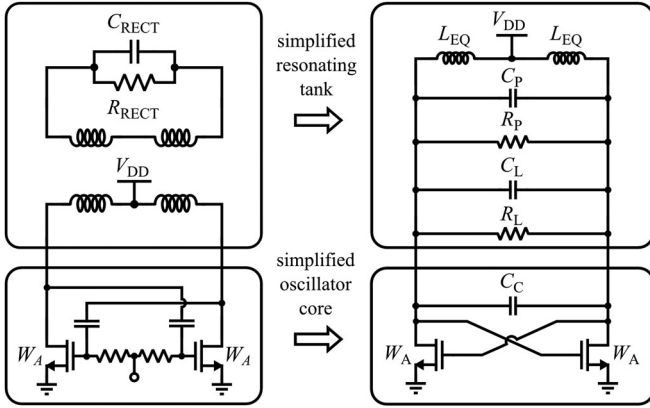 C_RECT
R_RECT
V_DD
W_A
W_A
simplified
resonating
tank
simplified
oscillator
core
V_DD
L_EQ
L_EQ
C_P
R_P
C_L
R_L
C_C
W_A
W_A